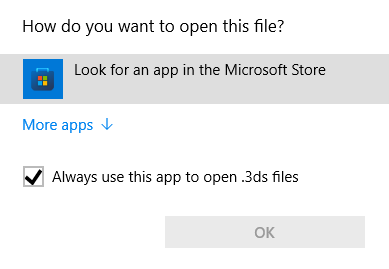 How do you want to open this file?
Look for an app in the Microsoft Store
More apps ↓
Always use this app to open .3ds files
OK